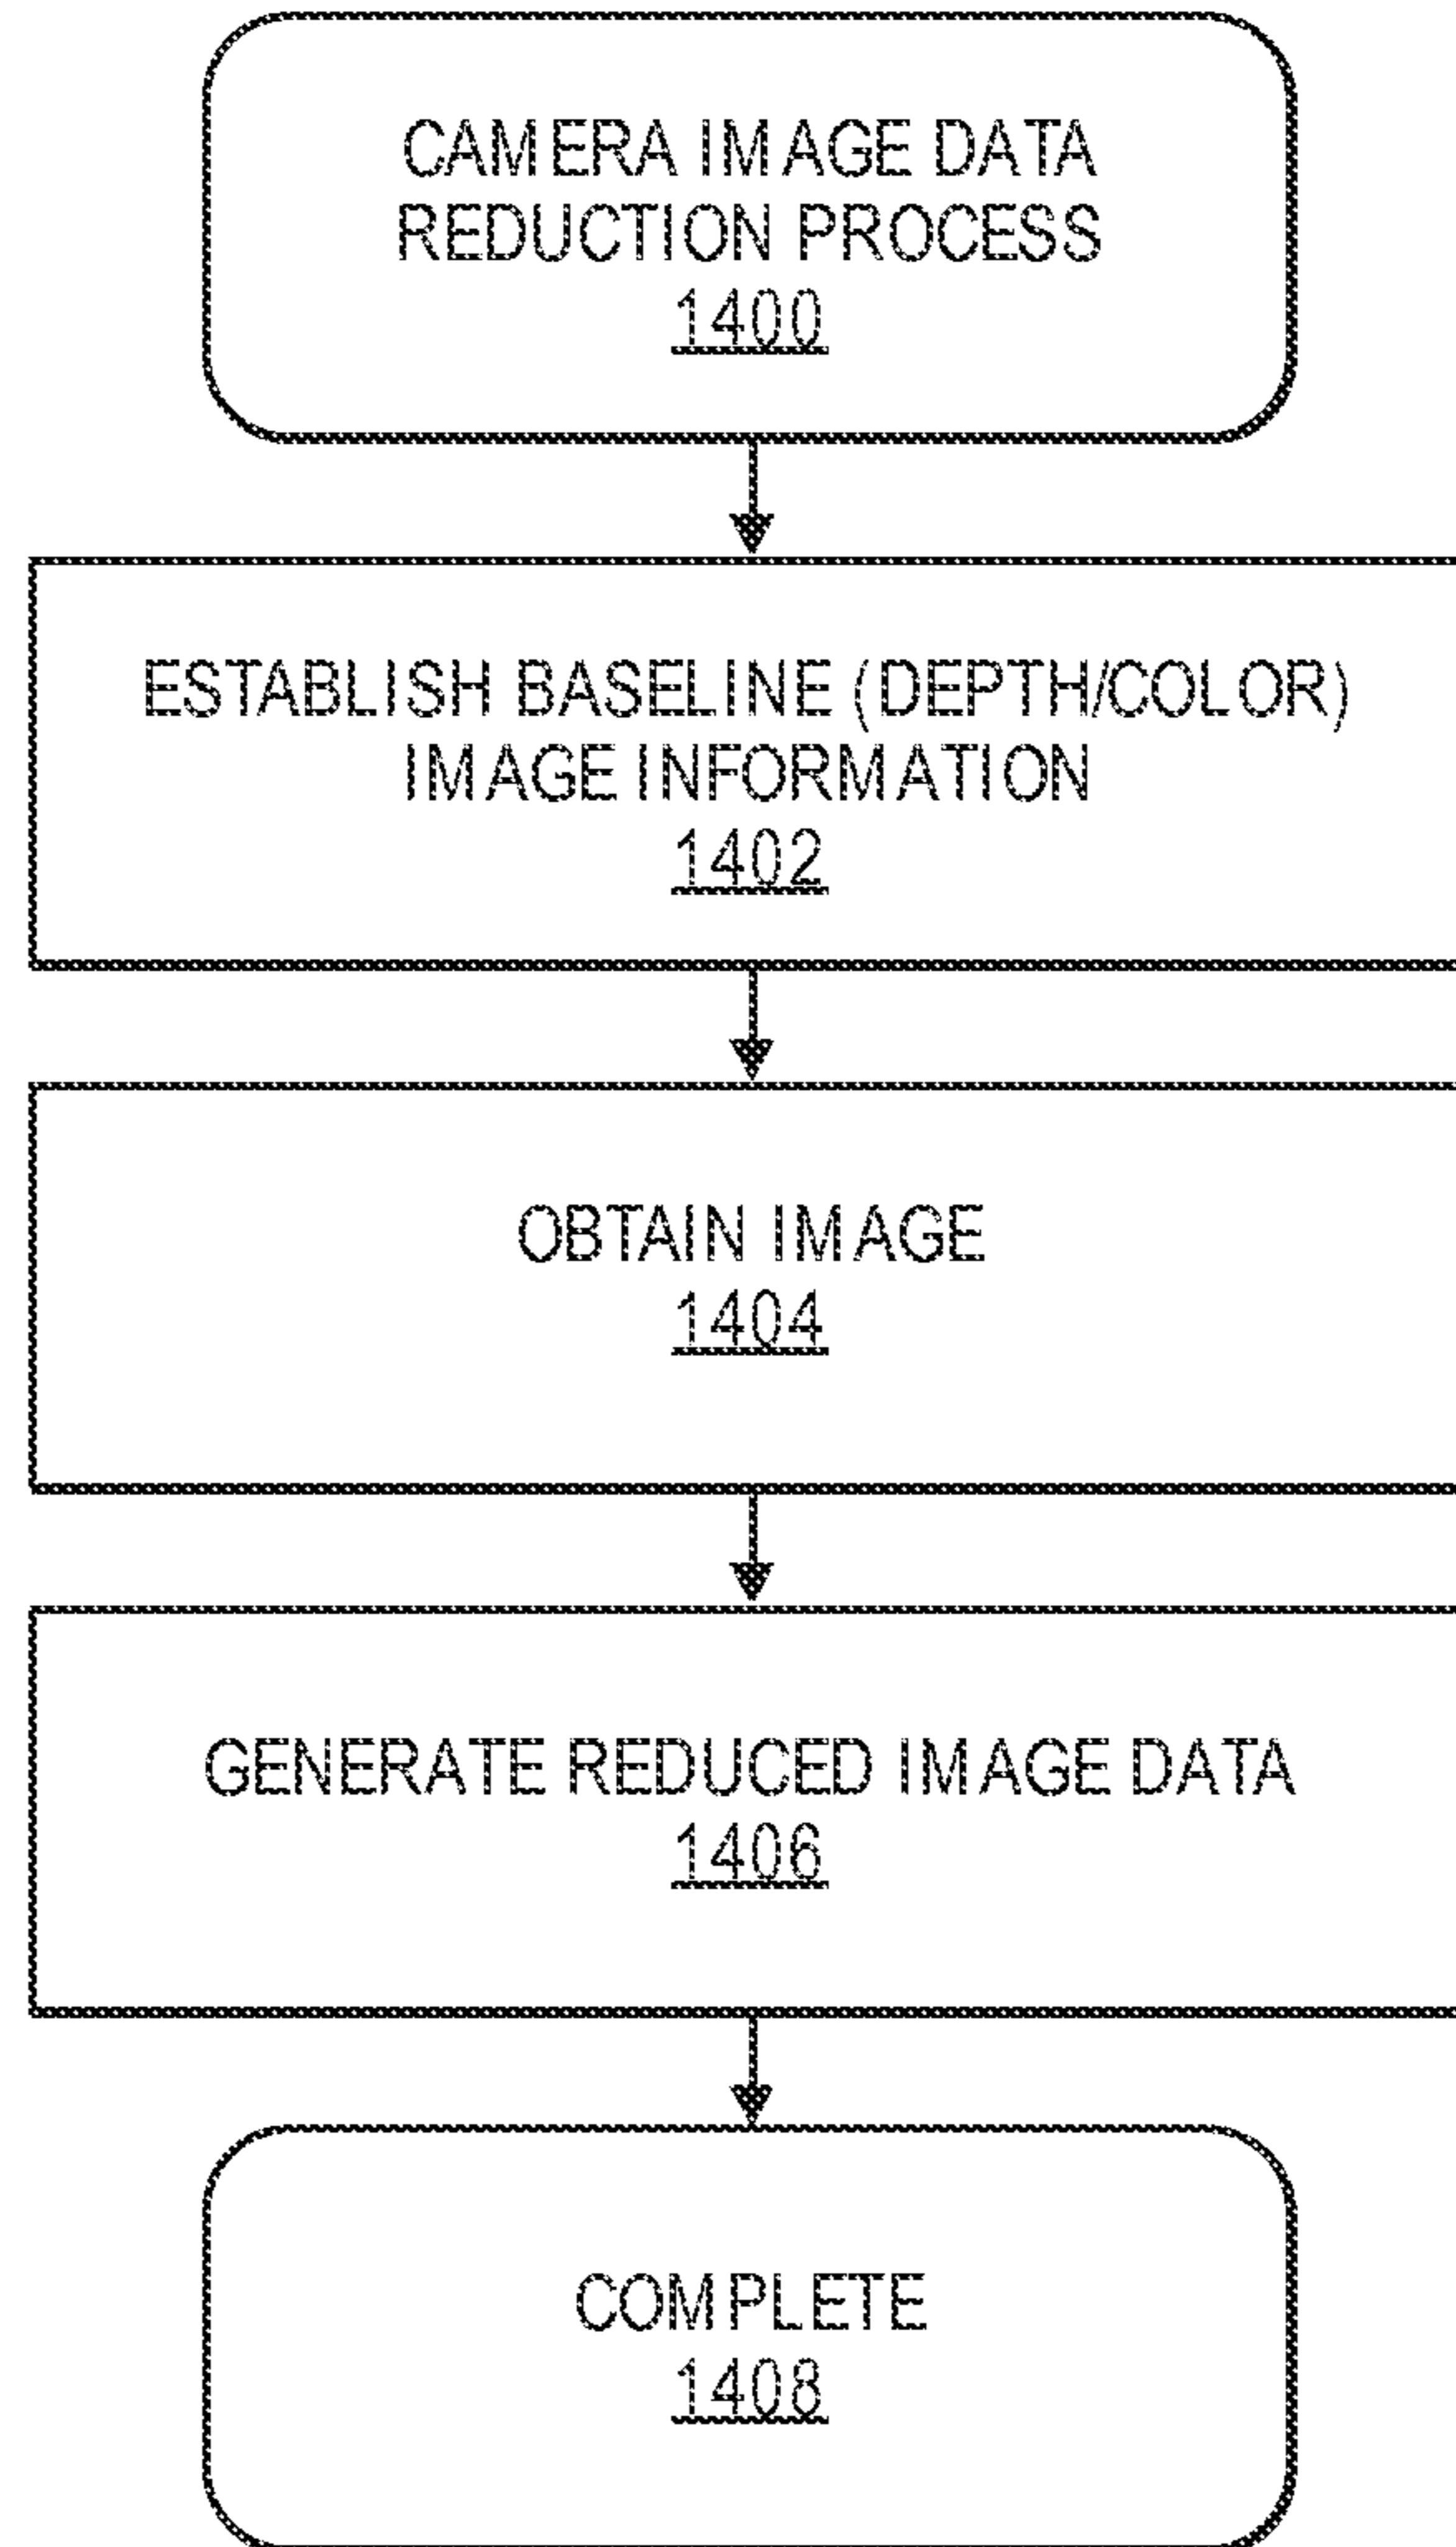 CAMERA IMAGE DATA
REDUCTION PROCESS
1400
ESTABLISH BASELINE (DEPTH/COLOR)
IMAGE INFORMATION
1402
OBTAIN IMAGE
1404
GENERATE REDUCED IMAGE DATA
1406
COMPLETE
1408